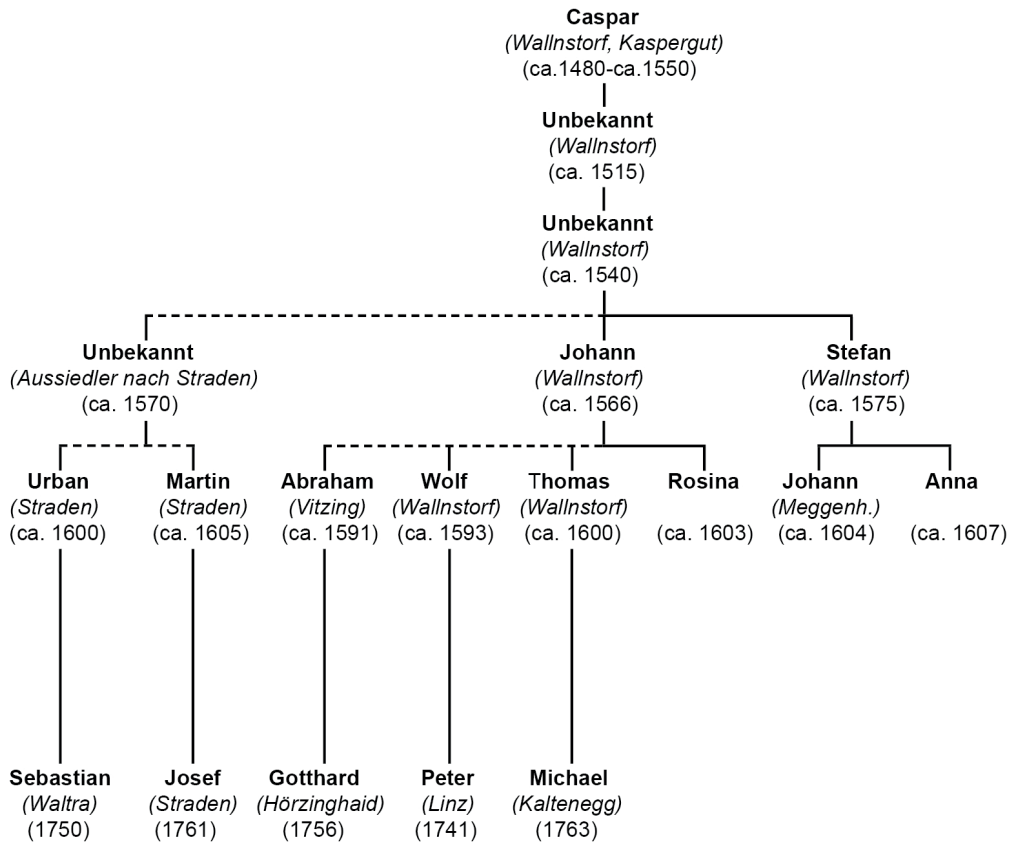 Caspar
(Wallnstorf, Kaspergut)
(ca.1480-ca.1550)
Unbekannt
(Wallnstorf)
(ca. 1515)
Unbekannt
(Wallnstorf)
(ca. 1540)
Unbekannt
(Aussiedler nach Straden)
(ca. 1570)
Johann
(Wallnstorf)
(ca. 1566)
Stefan
(Wallnstorf)
(ca. 1575)
Urban
(Straden)
(ca. 1600)
Martin
(Straden)
(ca. 1605)
Abraham
(Vitzing)
(ca. 1591)
Wolf
(Wallnstorf)
(ca. 1593)
Thomas
(Wallnstorf)
(ca. 1600)
Rosina
(ca. 1603)
Johann
(Meggenh.)
(ca. 1604)
Anna
(ca. 1607)
Sebastian
(Waltra)
(1750)
Josef
(Straden)
(1761)
Gotthard
(Hörzinghaid)
(1756)
Peter
(Linz)
(1741)
Michael
(Kaltenegg)
(1763)